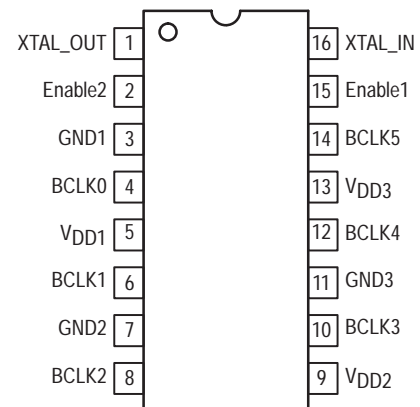 XTAL_OUT 1 16 XTAL_IN
Enable2 2 15 Enable1
GND1 3 14 BCLK5
BCLK0 4 13 VDD3
VDD1 5 12 BCLK4
BCLK1 6 11 GND3
GND2 7 10 BCLK3
BCLK2 8 9 VDD2